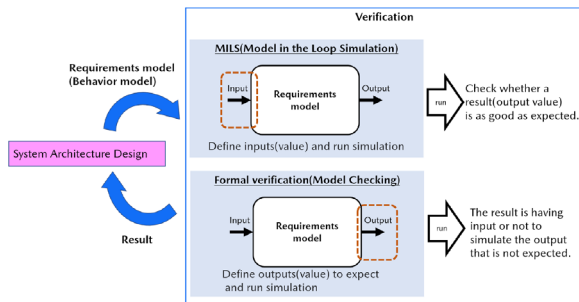 Verification
Requirements model
(Behavior model)
System Architecture Design
Result
MILS(Model in the Loop Simulation)
Input
Requirements
model
Output
Define inputs(value) and run simulation
run
Check whether a
result(output value)
is as good as expected.
Formal verification(Model Checking)
Input
Requirements
model
Output
Define outputs(value) to expect
and run simulation
run
The result is having
input or not to
simulate the output
that is not expected.